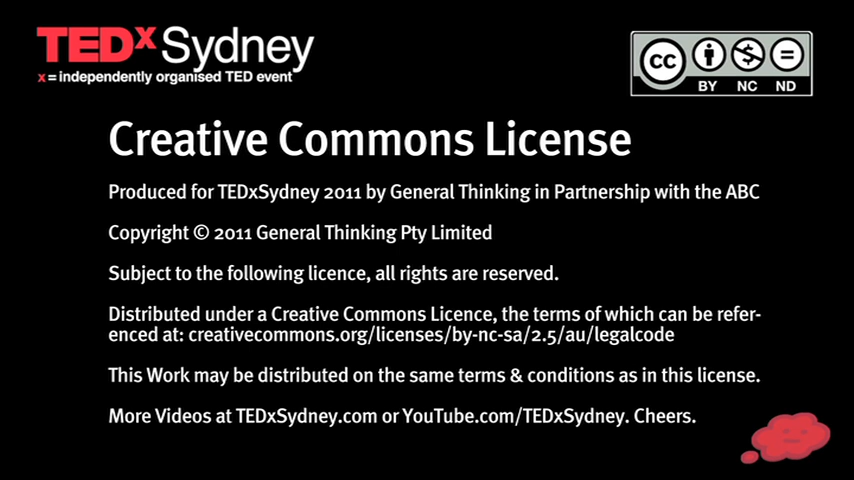 TEDxSydney
x = independently organised TED event
CC
BY NC ND
Creative Commons License
Produced for TEDxSydney 2011 by General Thinking in Partnership with the ABC
Copyright © 2011 General Thinking Pty Limited
Subject to the following licence, all rights are reserved.
Distributed under a Creative Commons Licence, the terms of which can be refer-
enced at: creativecommons.org/licenses/by-nc-sa/2.5/au/legalcode
This Work may be distributed on the same terms & conditions as in this license.
More Videos at TEDxSydney.com or YouTube.com/TEDxSydney. Cheers.